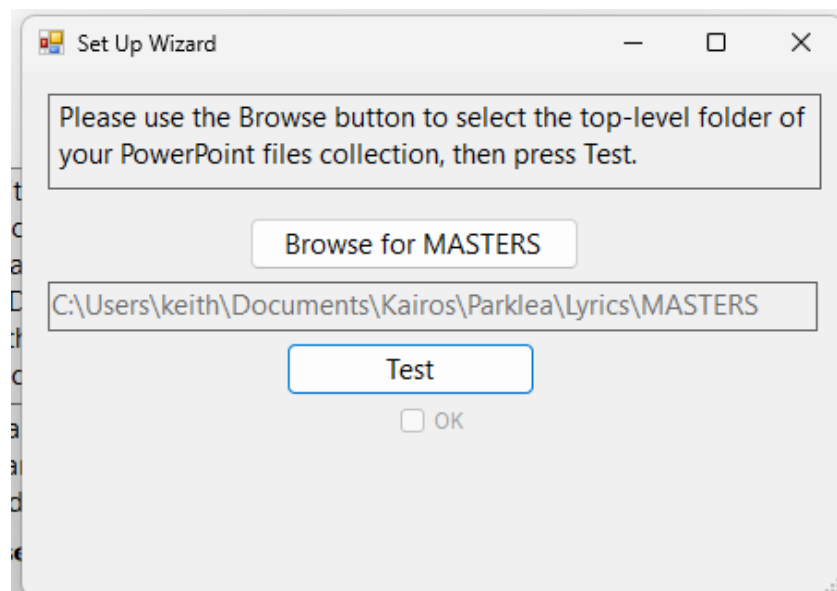 Set Up Wizard
Please use the Browse button to select the top-level folder of
your PowerPoint files collection, then press Test.
Browse for MASTERS
C:\Users\keith\Documents\Kairos\Parklea\Lyrics\MASTERS
Test
OK